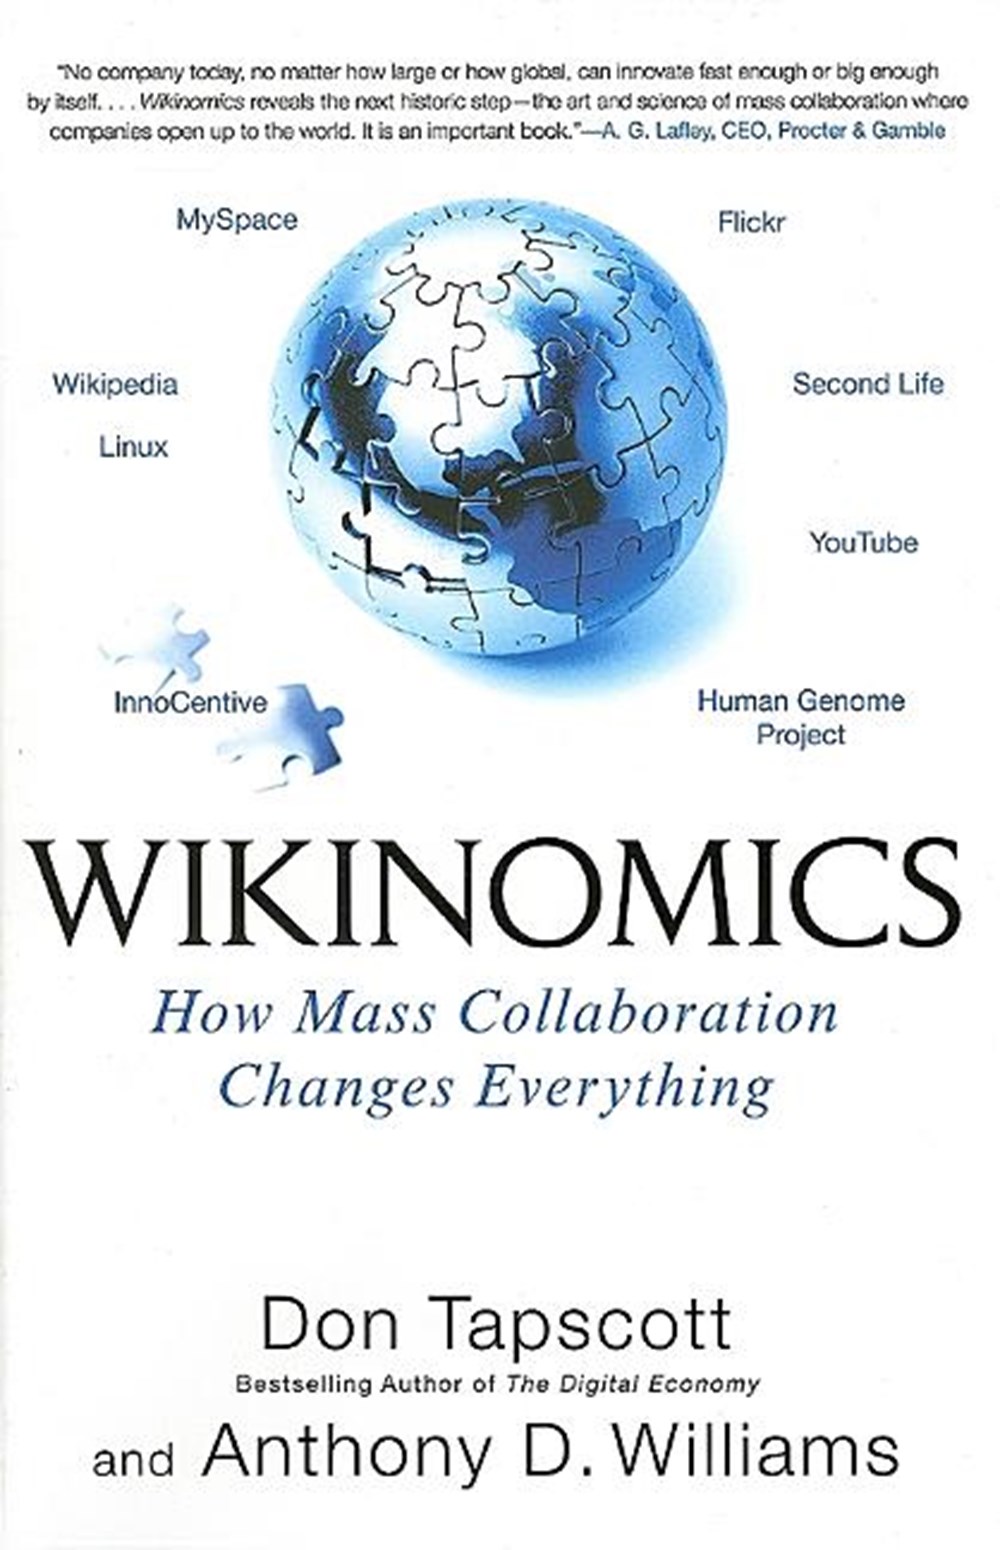 "No company today, no matter how large or how global, can innovate fast enough or big enough
by itself. . . . Wikinomics reveals the next historic step—the art and science of mass collaboration where
companies open up to the world. It is an important book."—A. G. Lafley, CEO, Procter & Gamble
MySpace
Flickr
Wikipedia
Second Life
Linux
YouTube
InnoCentive
Human Genome
Project
WIKINOMICS
How Mass Collaboration
Changes Everything
Don Tapscott
Bestselling Author of The Digital Economy
and Anthony D. Williams